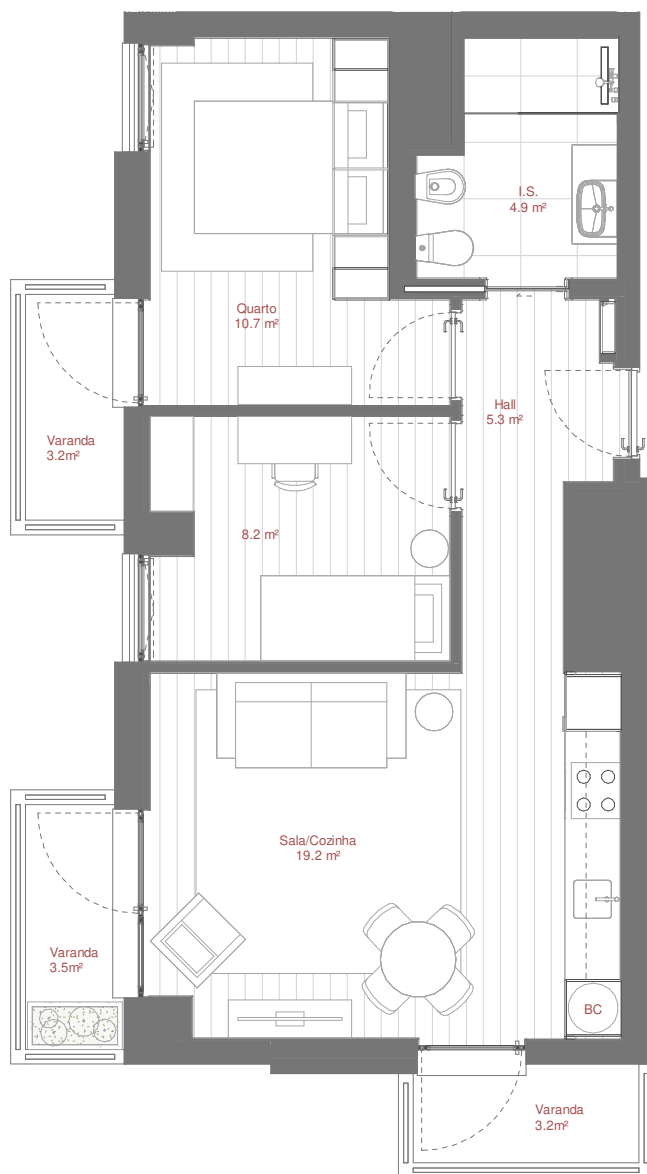 I.S.
4.9 m²
Quarto
10.7 m²
Hall
5.3 m²
Varanda
3.2m²
8.2 m²
Sala/Cozinha
19.2 m²
Varanda
3.5m²
BC
Varanda
3.2m²